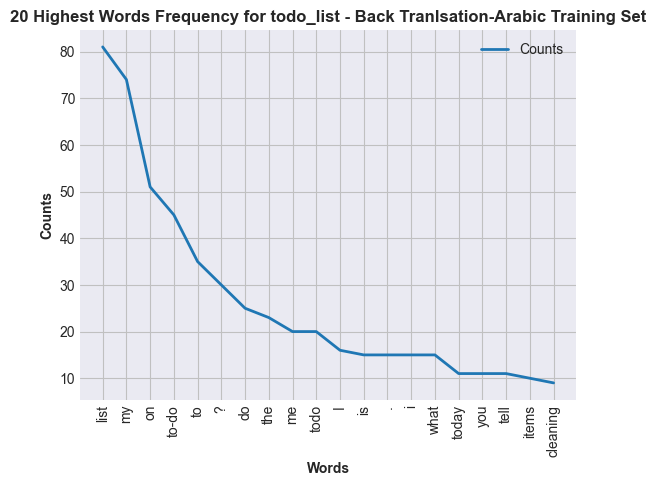 20 Highest Words Frequency for todo_list - Back Tranlsation-Arabic Training Set
Counts
80
70
60
50
40
30
20
10
Counts
list
my
on
to-do
to
?
do
the
me
todo
I
is
.
i
what
today
you
tell
items
cleaning
Words